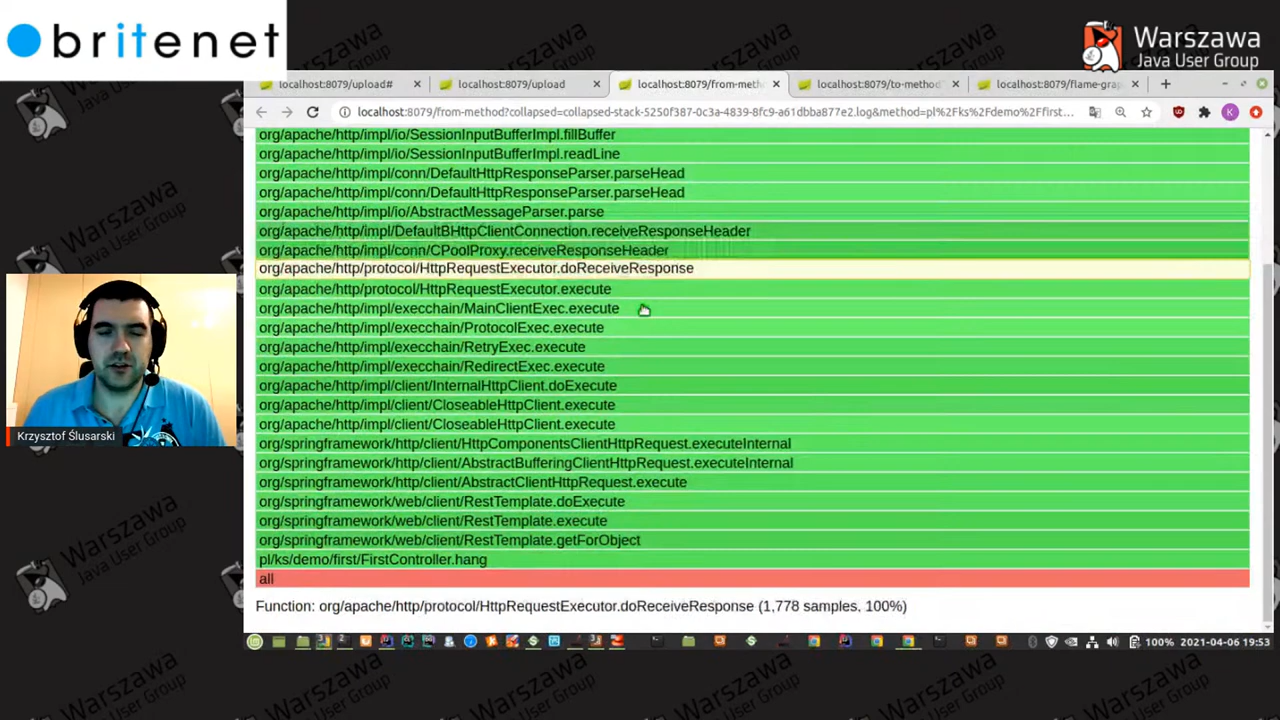 britenet
Warszawa
Java User Group
localhost:8079/upload#
localhost:8079/upload
localhost:8079/from-meth
localhost:8079/to-method
localhost:8079/flame-gra
localhost:8079/from-method?collapsed=collapsed-stack-5250f387-0c3a-4839-8fc9-a61dbba877e2.log&method=pl%2Fks%2Fdemo%2Ffirst…
K
org/apache/http/impl/io/SessionInputBufferImpl.fillBuffer
org/apache/http/impl/io/SessionInputBufferImpl.readLine
org/apache/http/impl/conn/DefaultHttpResponseParser.parseHead
org/apache/http/impl/conn/DefaultHttpResponseParser.parseHead
org/apache/http/impl/io/AbstractMessageParser.parse
org/apache/http/impl/DefaultBHttpClientConnection.receiveResponseHeader
org/apache/http/impl/conn/CPoolProxy.receiveResponseHeader
org/apache/http/protocol/HttpRequestExecutor.doReceiveResponse
org/apache/http/protocol/HttpRequestExecutor.execute
org/apache/http/impl/execchain/MainClientExec.execute
org/apache/http/impl/execchain/ProtocolExec.execute
org/apache/http/impl/execchain/RetryExec.execute
org/apache/http/impl/execchain/RedirectExec.execute
org/apache/http/impl/client/InternalHttpClient.doExecute
org/apache/http/impl/client/CloseableHttpClient.execute
org/apache/http/impl/client/CloseableHttpClient.execute
org/springframework/http/client/HttpComponentsClientHttpRequest.executeInternal
org/springframework/http/client/AbstractBufferingClientHttpRequest.executeInternal
org/springframework/http/client/AbstractClientHttpRequest.execute
org/springframework/web/client/RestTemplate.doExecute
org/springframework/web/client/RestTemplate.execute
org/springframework/web/client/RestTemplate.getForObject
pl/ks/demo/first/FirstController.hang
all
Function: org/apache/http/protocol/HttpRequestExecutor.doReceiveResponse (1,778 samples, 100%)
100% 2021-04-06 19:53
Krzysztof Ślusarski
Warszawa
Java User Group